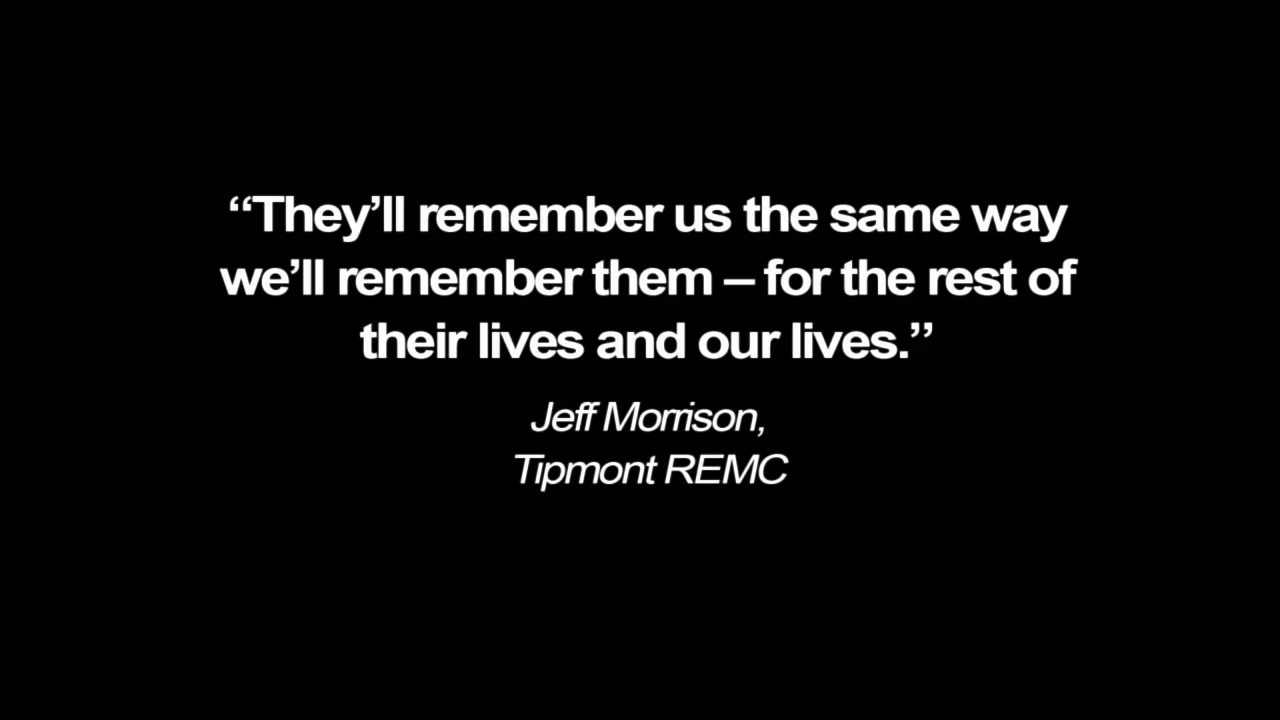 “They’ll remember us the same way
we’ll remember them – for the rest of
their lives and our lives.”
Jeff Morrison,
Tipmont REMC